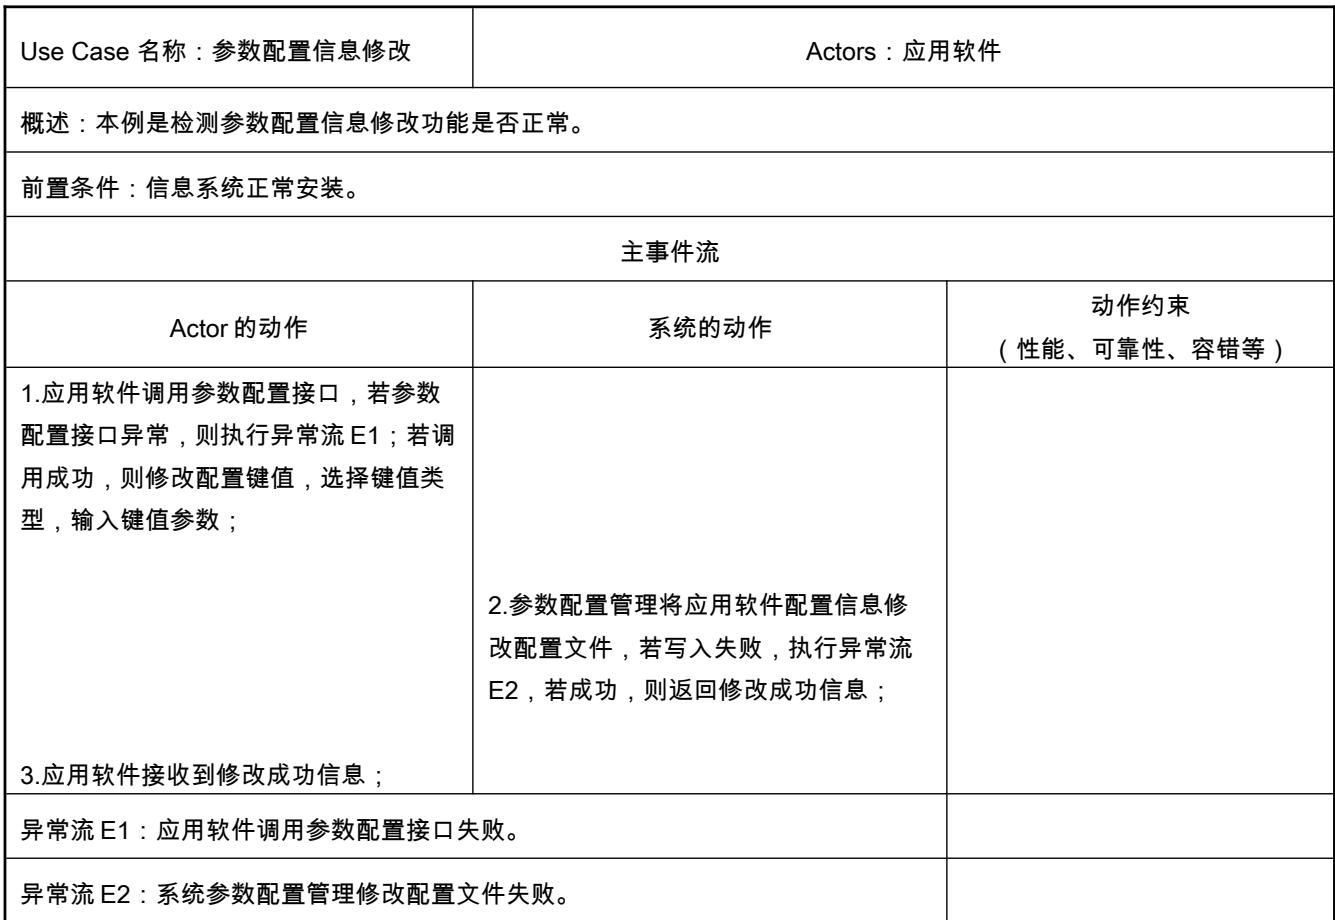 Use Case 名称：参数配置信息修改
Actors：应用软件
概述：本例是检测参数配置信息修改功能是否正常。
前置条件：信息系统正常安装。
主事件流
Actor 的动作
系统的动作
动作约束
（性能、可靠性、容错等）
1.应用软件调用参数配置接口，若参数
配置接口异常，则执行异常流 E1；若调
用成功，则修改配置键值，选择键值类
型，输入键值参数；
2.参数配置管理将应用软件配置信息修
改配置文件，若写入失败，执行异常流
E2，若成功，则返回修改成功信息；
3.应用软件接收到修改成功信息；
异常流 E1：应用软件调用参数配置接口失败。
异常流 E2：系统参数配置管理修改配置文件失败。